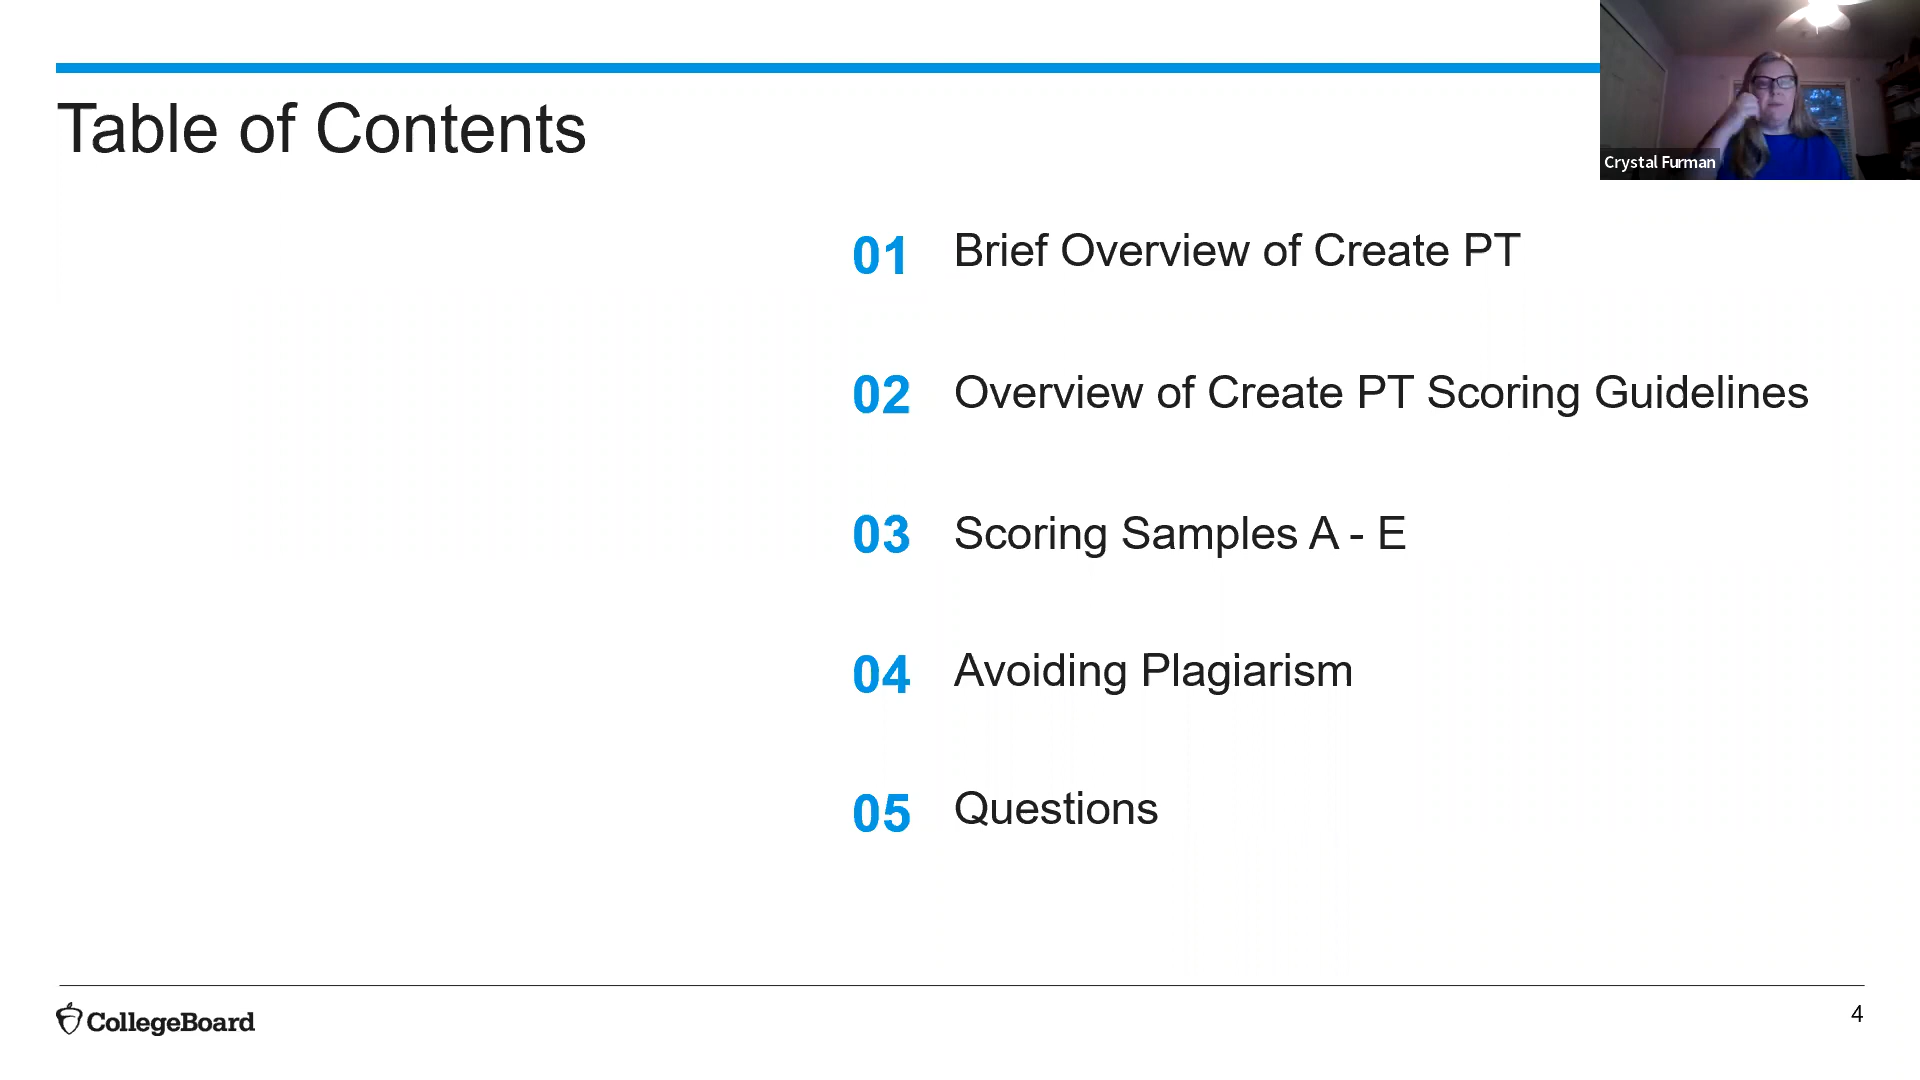 Table of Contents
Crystal Furman
01 Brief Overview of Create PT
02 Overview of Create PT Scoring Guidelines
03 Scoring Samples A - E
04 Avoiding Plagiarism
05 Questions
CollegeBoard
4